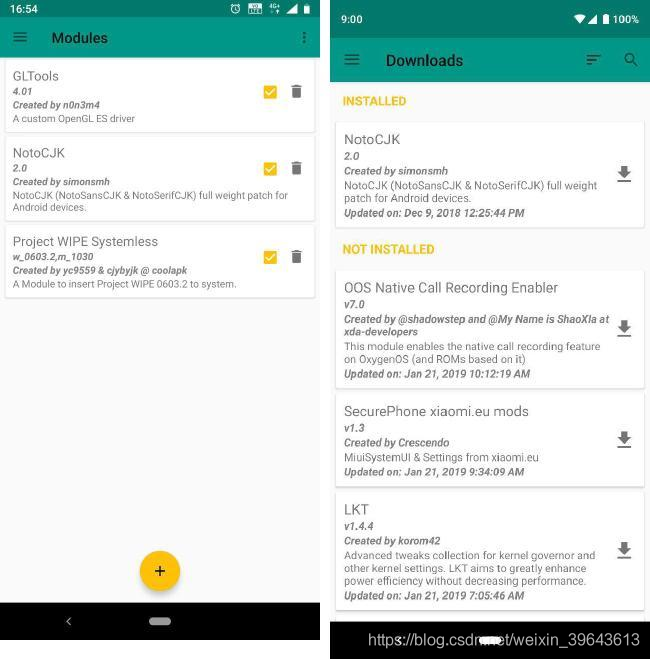 16:54
Modules
GLTools
4.01
Created by n0n3m4
A custom OpenGL ES driver
NotoCJK
2.0
Created by simonsmh
NotoCJK (NotoSansCJK & NotoSerifCJK) full weight patch for
Android devices.
Project WIPE Systemless
w_0603.2,m_1030
Created by yc9559 & cjybyjk @ coolapk
A Module to insert Project WIPE 0603.2 to system.
9:00
100%
Downloads
INSTALLED
NotoCJK
2.0
Created by simonsmh
NotoCJK (NotoSansCJK & NotoSerifCJK) full weight
patch for Android devices.
Updated on: Dec 9, 2018 12:25:44 PM
NOT INSTALLED
OOS Native Call Recording Enabler
v7.0
Created by @shadowstep and @My Name is ShaoXIa at
xda-developers
This module enables the native call recording feature
on OxygenOS (and ROMs based on it)
Updated on: Jan 21, 2019 10:12:19 AM
SecurePhone xiaomi.eu mods
v1.3
Created by Crescendo
MiuiSystemUI & Settings from xiaomi.eu
Updated on: Jan 21, 2019 9:34:09 AM
LKT
v1.4.4
Created by korom42
Advanced tweaks collection for kernel governor and
other kernel settings. LKT aims to greatly enhance
power efficiency without decreasing performance.
Updated on: Jan 21, 2019 7:05:46 AM
https://blog.csdn.net/weixin_39643613